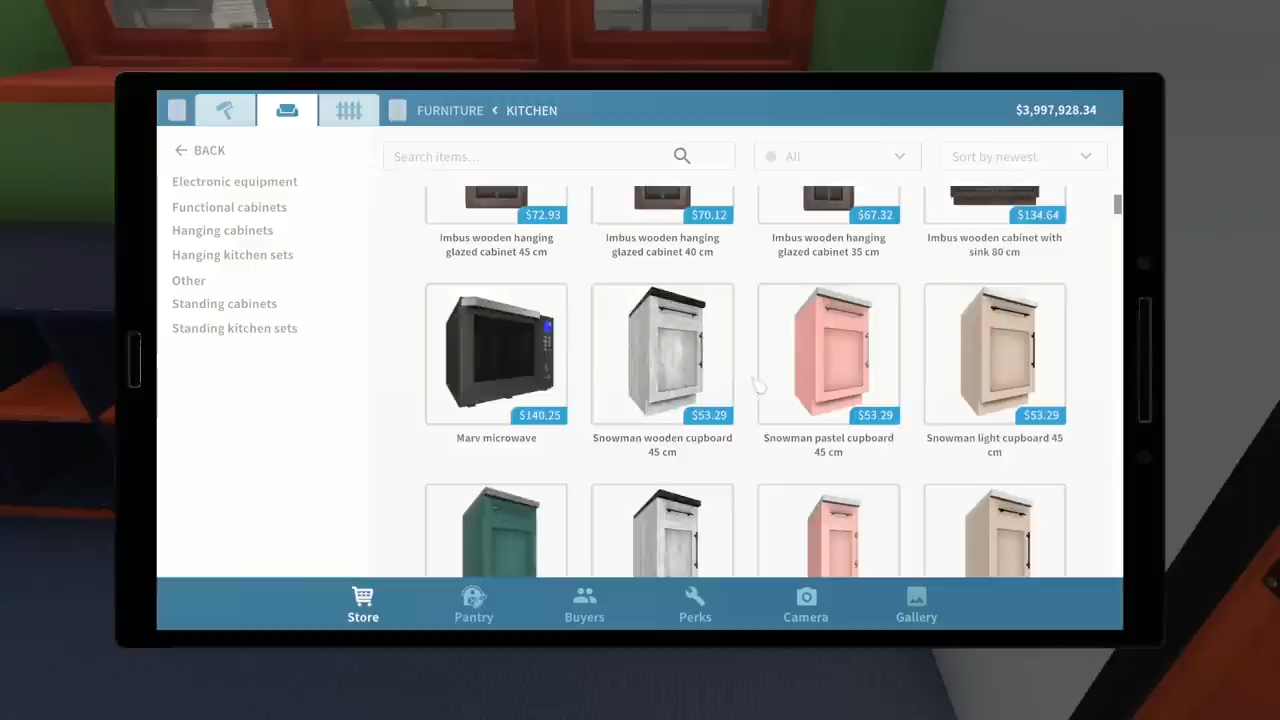 FURNITURE < KITCHEN
$3,997,928.34
BACK
Search items...
All
Sort by newest
Electronic equipment
Functional cabinets
Hanging cabinets
Hanging kitchen sets
Other
Standing cabinets
Standing kitchen sets
$72.93
$70.12
$67.32
$134.64
Imbus wooden hanging
glazed cabinet 45 cm
Imbus wooden hanging
glazed cabinet 40 cm
Imbus wooden hanging
glazed cabinet 35 cm
Imbus wooden cabinet with
sink 80 cm
$140.25
$53.29
$53.29
$53.29
Marv microwave
Snowman wooden cupboard
45 cm
Snowman pastel cupboard
45 cm
Snowman light cupboard 45
cm
Store
Pantry
Buyers
Perks
Camera
Gallery